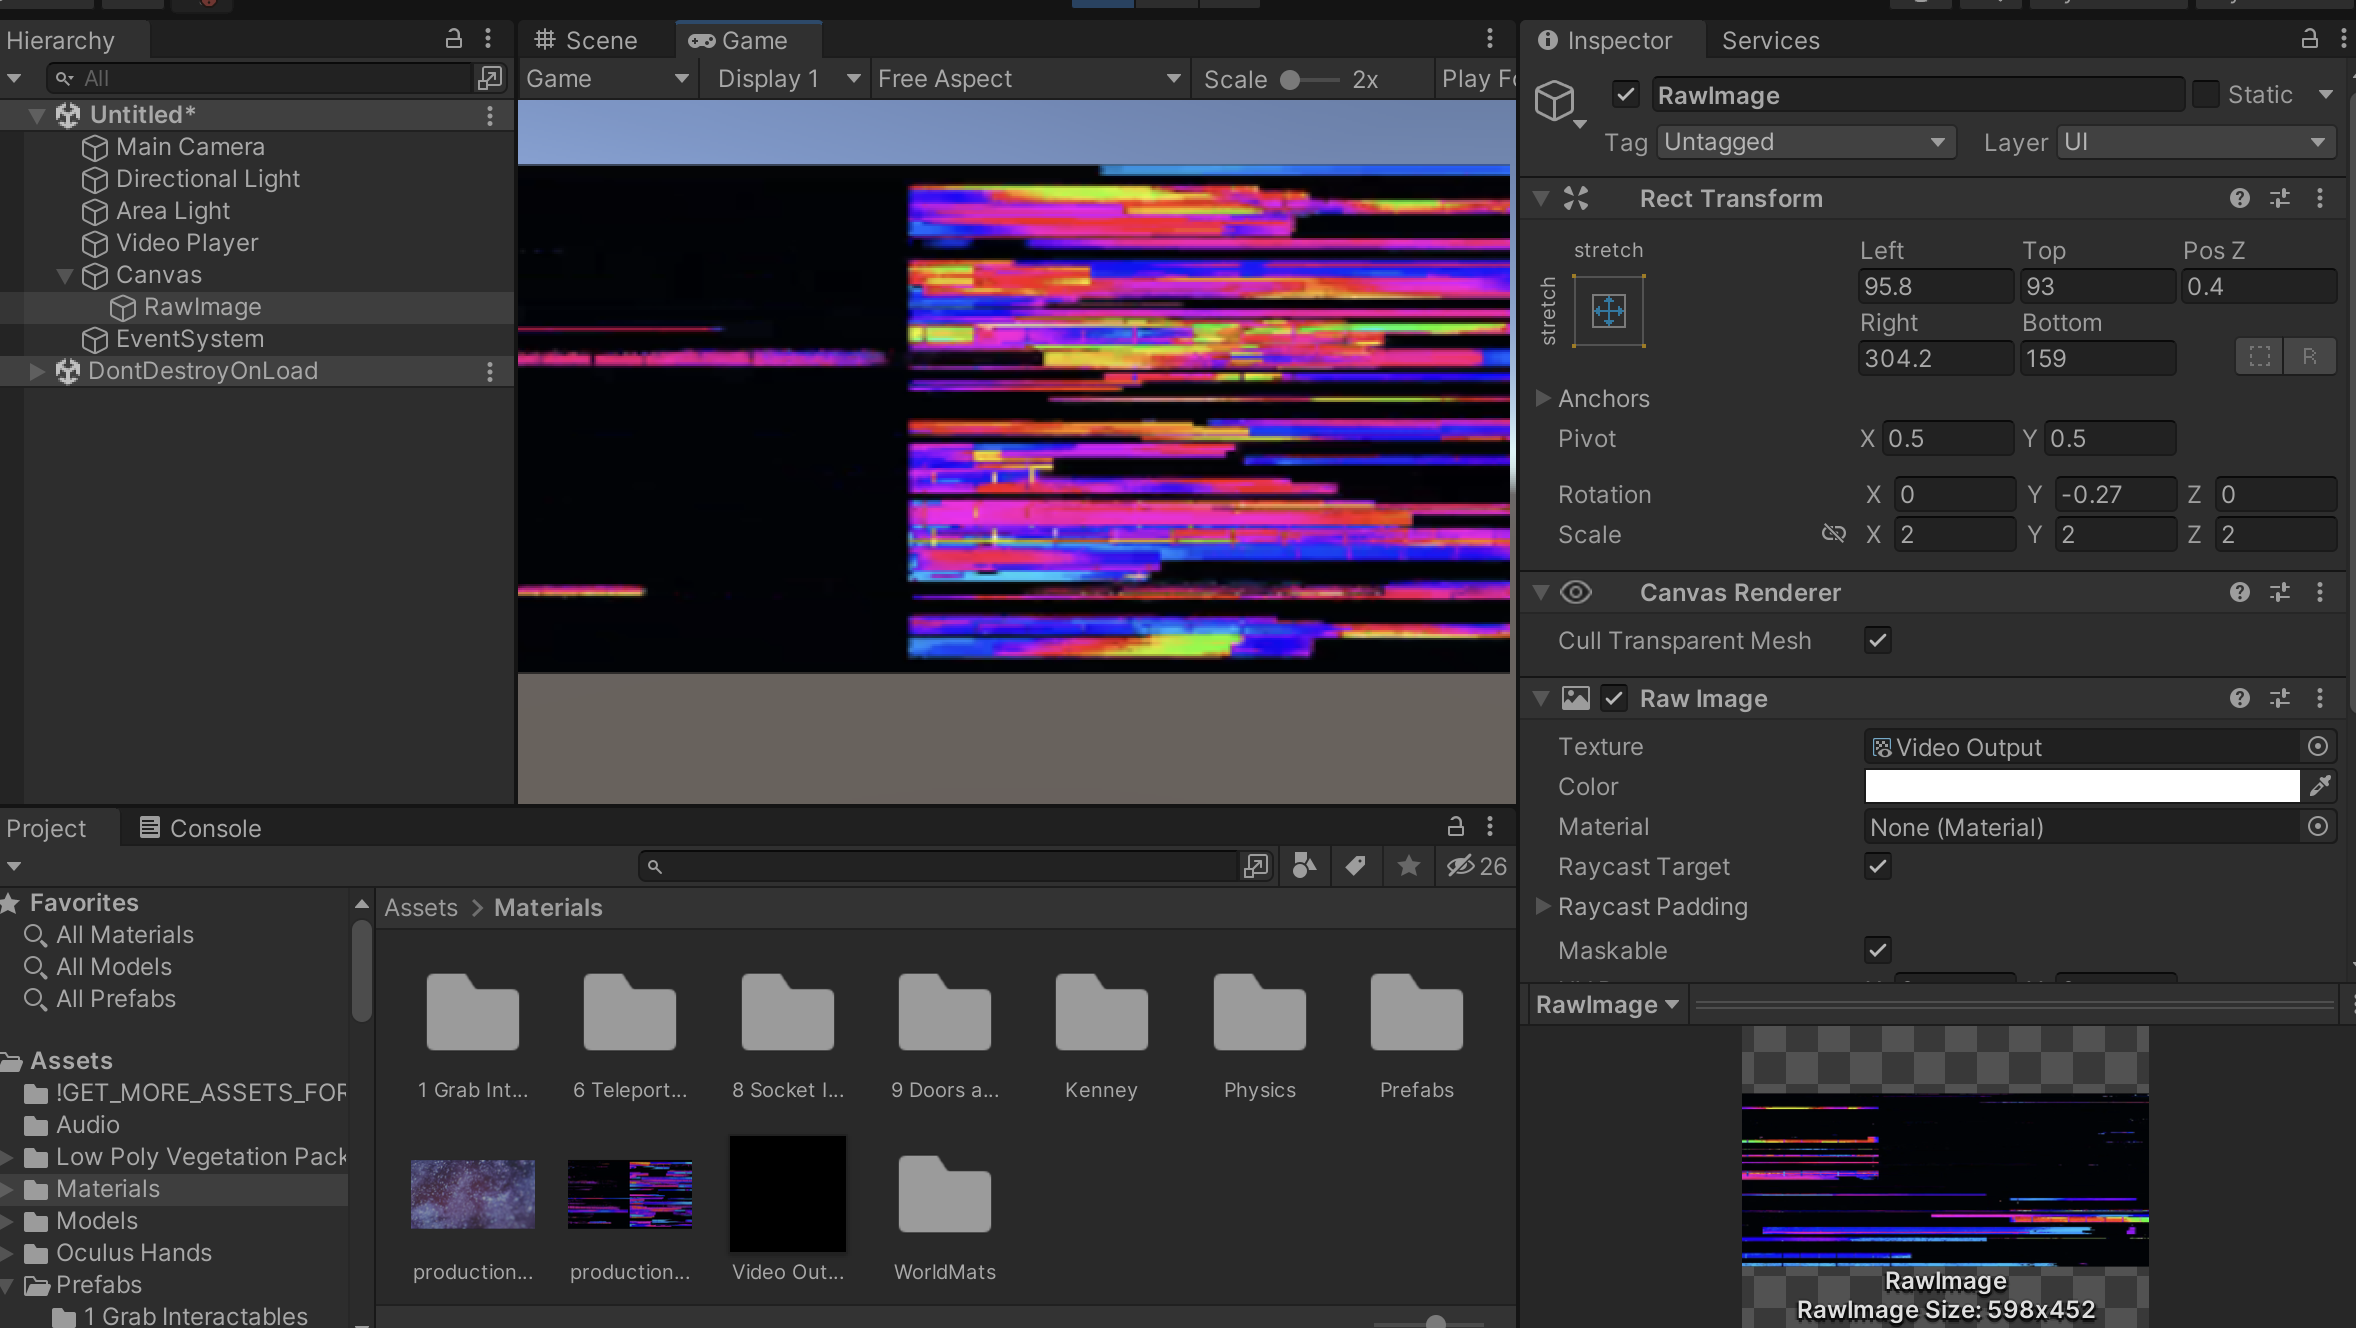 Hierarchy
All
Untitled*
Main Camera
Directional Light
Area Light
Video Player
Canvas
RawImage
EventSystem
DontDestroyOnLoad
Scene
Game
Game
Display 1
Free Aspect
Scale
2x
Play Fo
Inspector
Services
RawImage
Static
Tag
Untagged
Layer
UI
Rect Transform
stretch
stretch
Left
Top
Pos Z
95.8
93
0.4
Right
Bottom
304.2
159
R
Anchors
Pivot
X 0.5
Y 0.5
Rotation
X 0
Y -0.27
Z 0
Scale
X 2
Y 2
Z 2
Canvas Renderer
Cull Transparent Mesh
Raw Image
Texture
Video Output
Color
Material
None (Material)
Raycast Target
Raycast Padding
Maskable
RawImage
RawImage
RawImage Size: 598x452
Project
Console
26
Favorites
All Materials
All Models
All Prefabs
Assets
!GET_MORE_ASSETS_FOR
Audio
Low Poly Vegetation Pack
Materials
Models
Oculus Hands
Prefabs
1 Grab Interactables
Assets > Materials
1 Grab Int...
6 Teleport...
8 Socket I...
9 Doors a...
Kenney
Physics
Prefabs
production...
production...
Video Out...
WorldMats